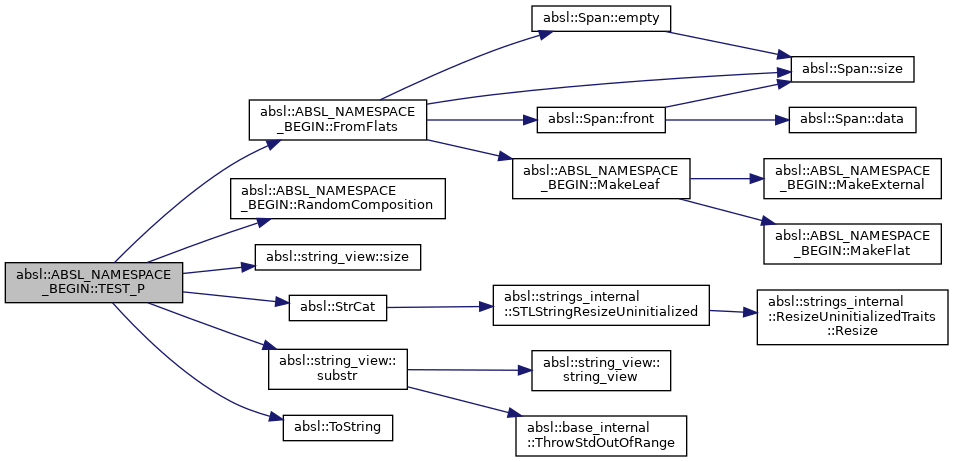 absl::ABSL_NAMESPACE
_BEGIN::TEST_P
absl::ABSL_NAMESPACE
_BEGIN::FromFlats
absl::ABSL_NAMESPACE
_BEGIN::RandomComposition
absl::string_view::size
absl::StrCat
absl::string_view::
substr
absl::ToString
absl::Span::empty
absl::Span::front
absl::ABSL_NAMESPACE
_BEGIN::MakeLeaf
absl::strings_internal
::STLStringResizeUninitialized
absl::string_view::
string_view
absl::base_internal
::ThrowStdOutOfRange
absl::Span::size
absl::Span::data
absl::ABSL_NAMESPACE
_BEGIN::MakeExternal
absl::ABSL_NAMESPACE
_BEGIN::MakeFlat
absl::strings_internal
::ResizeUninitializedTraits
::Resize